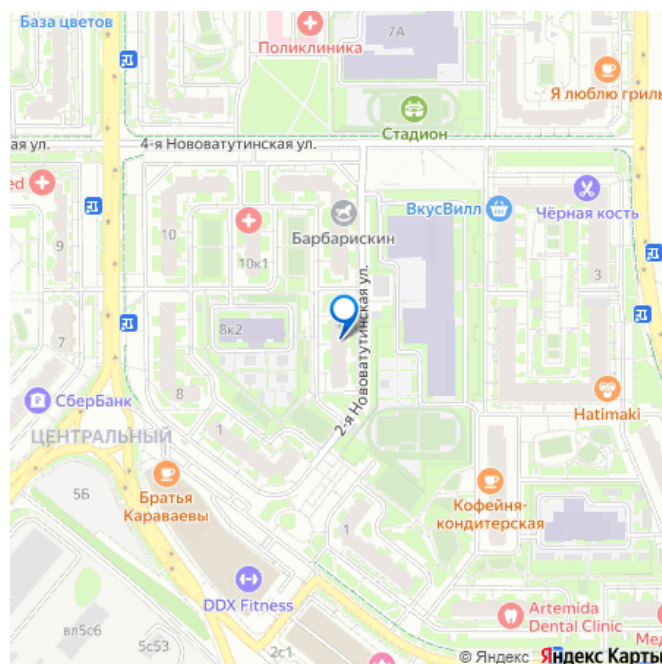 База цветов
Поликлиника
7А
Я люблю гриль
Стадион
ая ул.
4-я Нововатутинская ул.
ed
ВкусВилл
Чёрная кость
Барбарискин
9
10
10к1
3
2-я Нововатутинская ул.
8к2
7
8
СберБанк
Hatimaki
ЦЕНТРАЛЬНЫЙ
1
5Б
Братья
Караваевы
Кофейня-
кондитерская
1
DDX Fitness
Artemida
Dental Clinic
вл5с6
5с53
2с1
Мед
© Яндекс Яндекс Карты